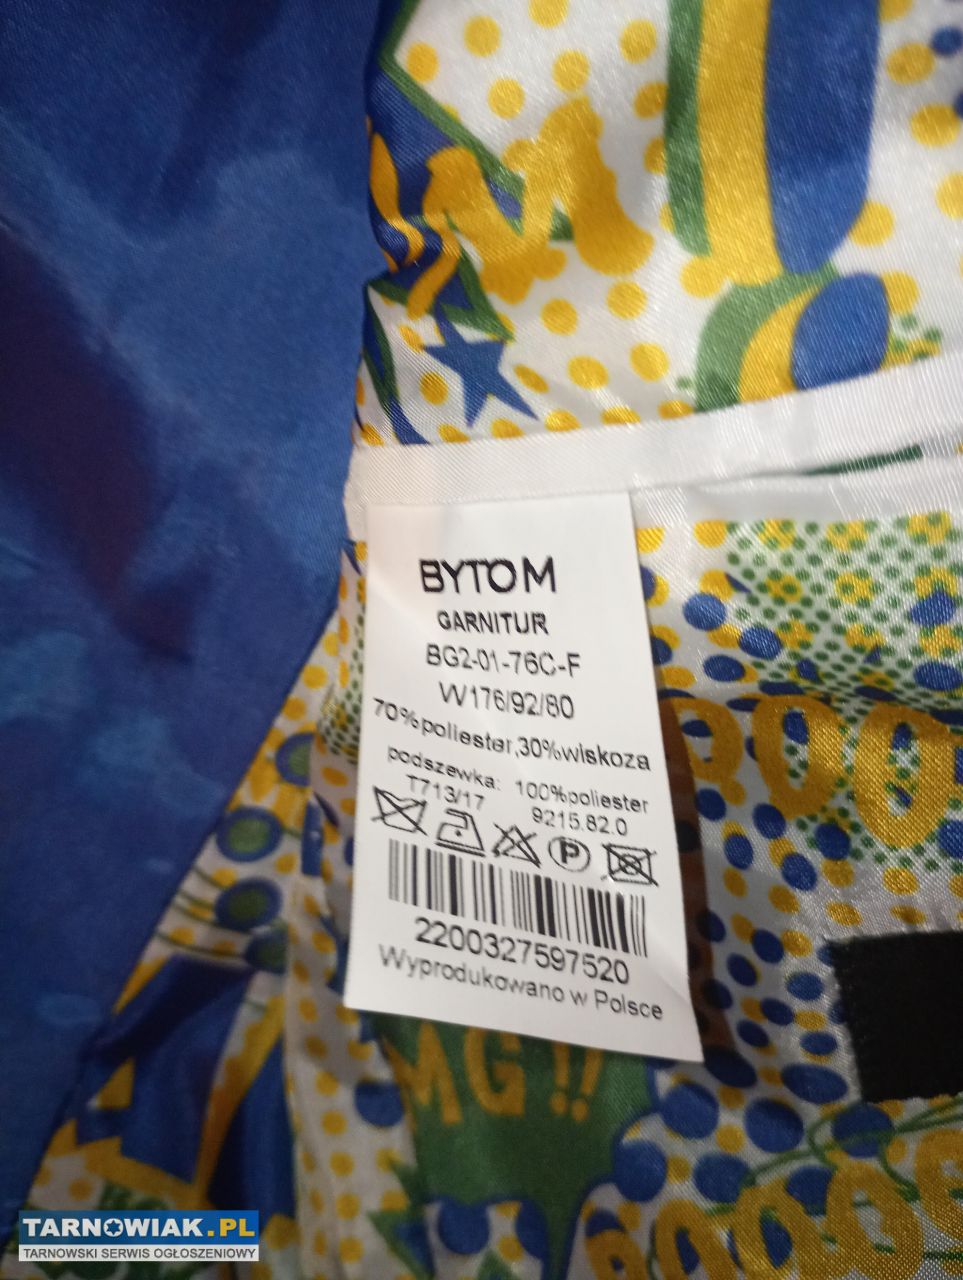 BYTOM
GARNITUR
BG2-01-76C-F
W176/92/80
70%poliester,30%wiskoza
podszewka: 100%poliester
T713/17 9215.82.0
P
2200327597520
Wyprodukowano w Polsce
MG!!
TARNOWIAK.PL
TARNOWSKI SERWIS OGŁOSZENIOWY